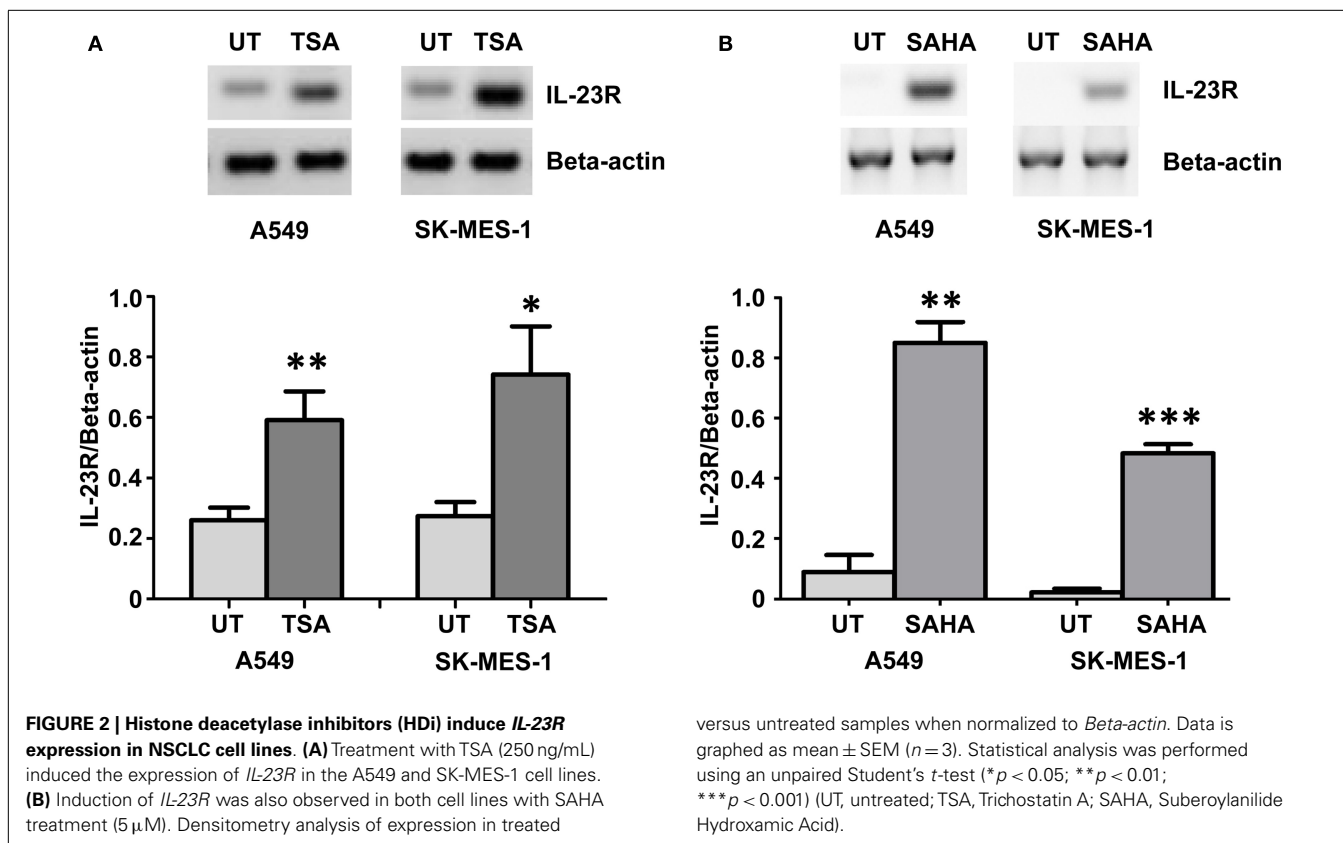 A
UT TSA UT TSA
IL-23R
Beta-actin
A549 SK-MES-1
IL-23R/Beta-actin
1.0
0.8
0.6
0.4
0.2
0
** *
UT TSA UT TSA
A549 SK-MES-1
B
UT SAHA UT SAHA
IL-23R
Beta-actin
A549 SK-MES-1
IL-23R/Beta-actin
1.0
0.8
0.6
0.4
0.2
0
** ***
UT SAHA UT SAHA
A549 SK-MES-1
FIGURE 2 | Histone deacetylase inhibitors (HDi) induce IL-23R
expression in NSCLC cell lines. (A) Treatment with TSA (250 ng/mL)
induced the expression of IL-23R in the A549 and SK-MES-1 cell lines.
(B) Induction of IL-23R was also observed in both cell lines with SAHA
treatment (5 μM). Densitometry analysis of expression in treated
versus untreated samples when normalized to Beta-actin. Data is
graphed as mean ± SEM (n = 3). Statistical analysis was performed
using an unpaired Student's t-test (*p < 0.05; **p < 0.01;
***p < 0.001) (UT, untreated; TSA, Trichostatin A; SAHA, Suberoylanilide
Hydroxamic Acid).